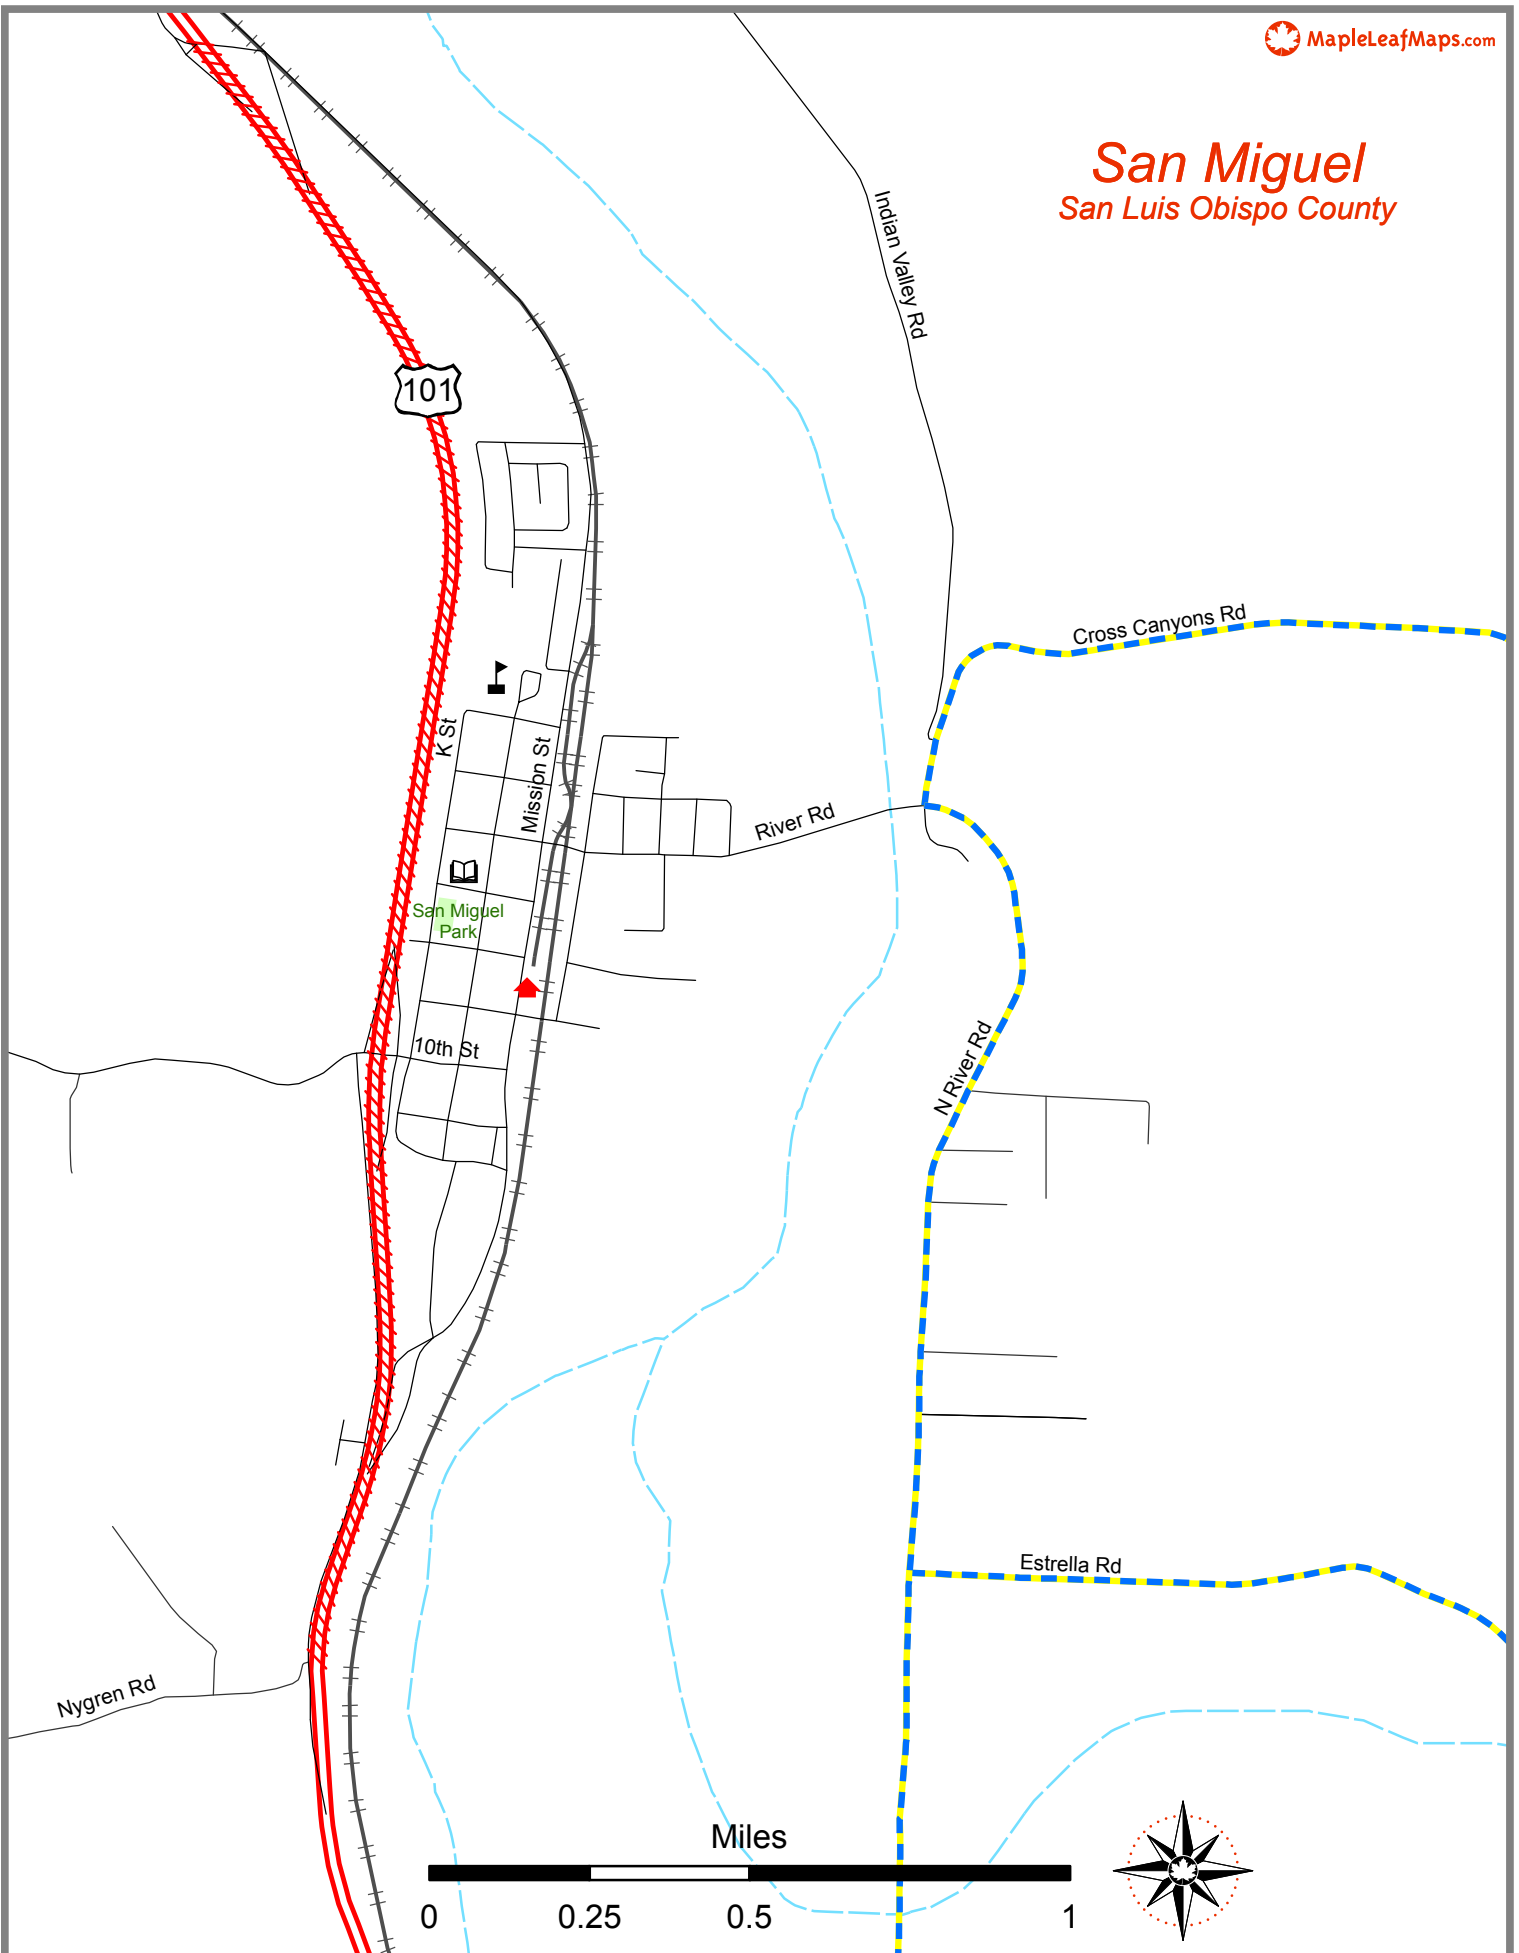 MapleLeafMaps.com
San Miguel
San Luis Obispo County
Indian Valley Rd
101
Cross Canyons Rd
K St
Mission St
River Rd
San Miguel
Park
10th St
N River Rd
Estrella Rd
Nygren Rd
Miles
0 0.25 0.5 1